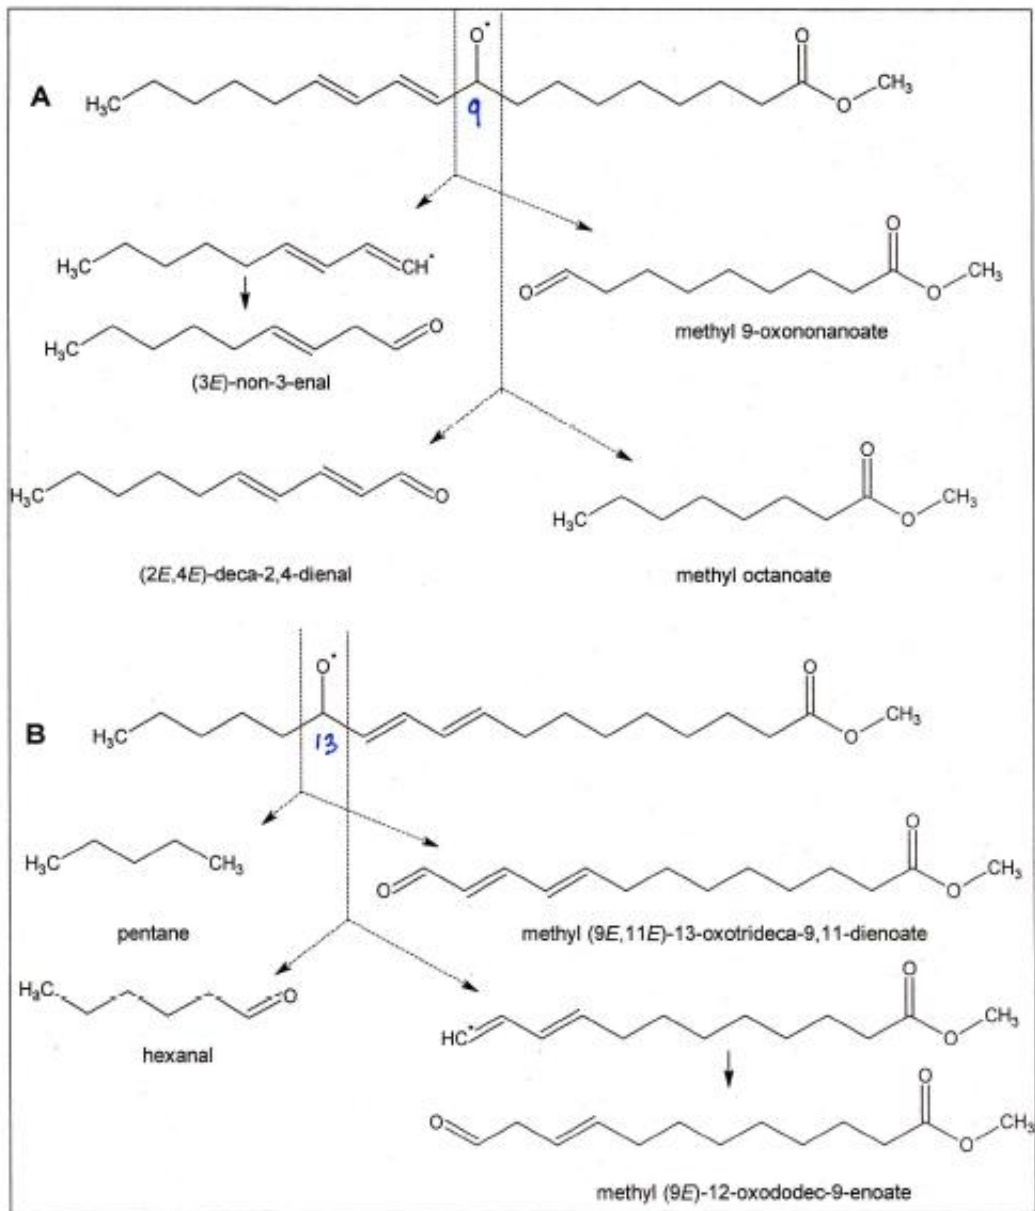 O• O
A H₃C O CH₃
9
H₃C CH• O
O O CH₃
H₃C O methyl 9-oxononanoate
(3E)-non-3-enal
O
H₃C O H₃C O CH₃
(2E,4E)-deca-2,4-dienal methyl octanoate
O• O
B H₃C O CH₃
13
H₃C CH₃ O O O CH₃
pentane methyl (9E,11E)-13-oxotrideca-9,11-dienoate
H₃C O O
HC• O CH₃
hexanal
O O
O CH₃
methyl (9E)-12-oxododec-9-enoate